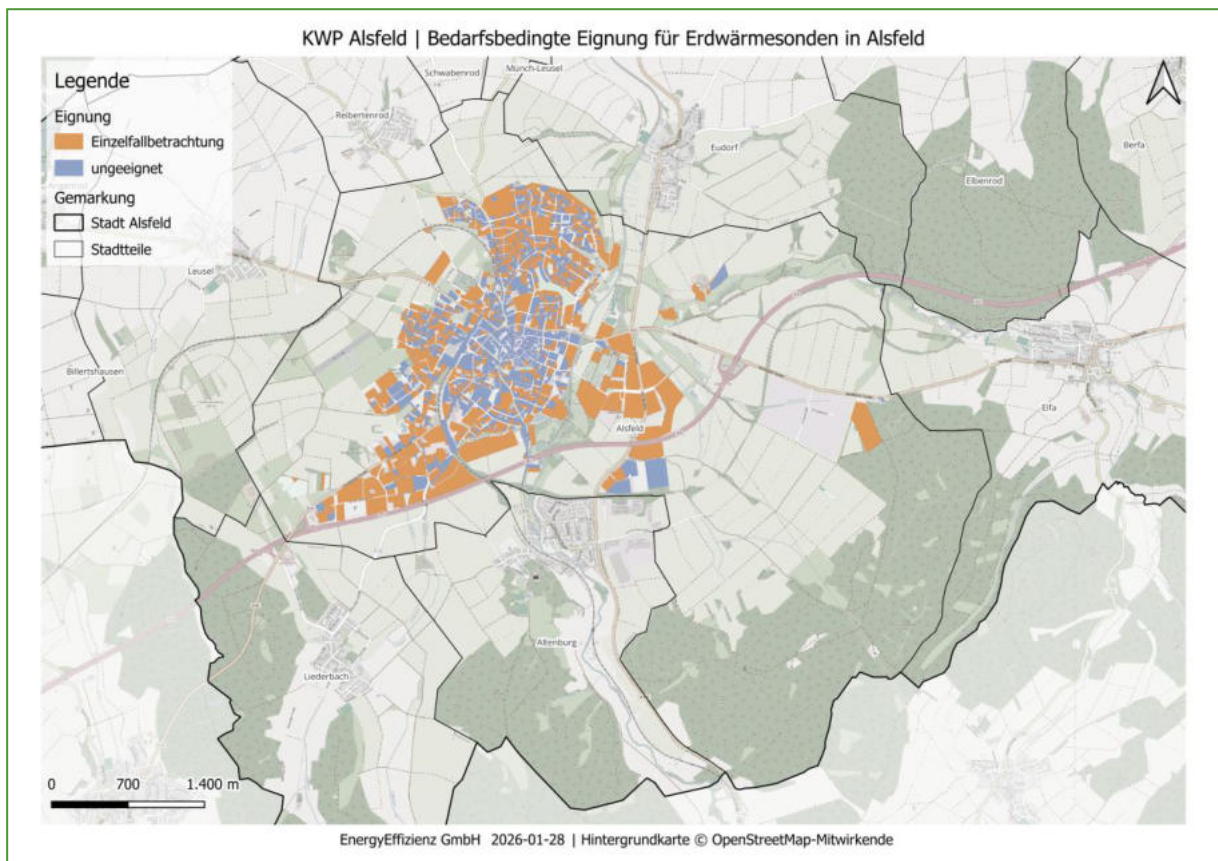 KWP Alsfeld | Bedarfsbedingte Eignung für Erdwärmesonden in Alsfeld
Legende
Eignung
Einzelfallbetrachtung
ungeeignet
Gemarkung
Stadt Alsfeld
Stadtteile
Schwabenrod
Münch-Leusel
Reibertenrod
Eudorf
Berfa
Elbenrod
Leusel
Billertshausen
Elfa
Alsfeld
Altenburg
Liederbach
0 700 1.400 m
EnergyEffizienz GmbH 2026-01-28 | Hintergrundkarte © OpenStreetMap-Mitwirkende